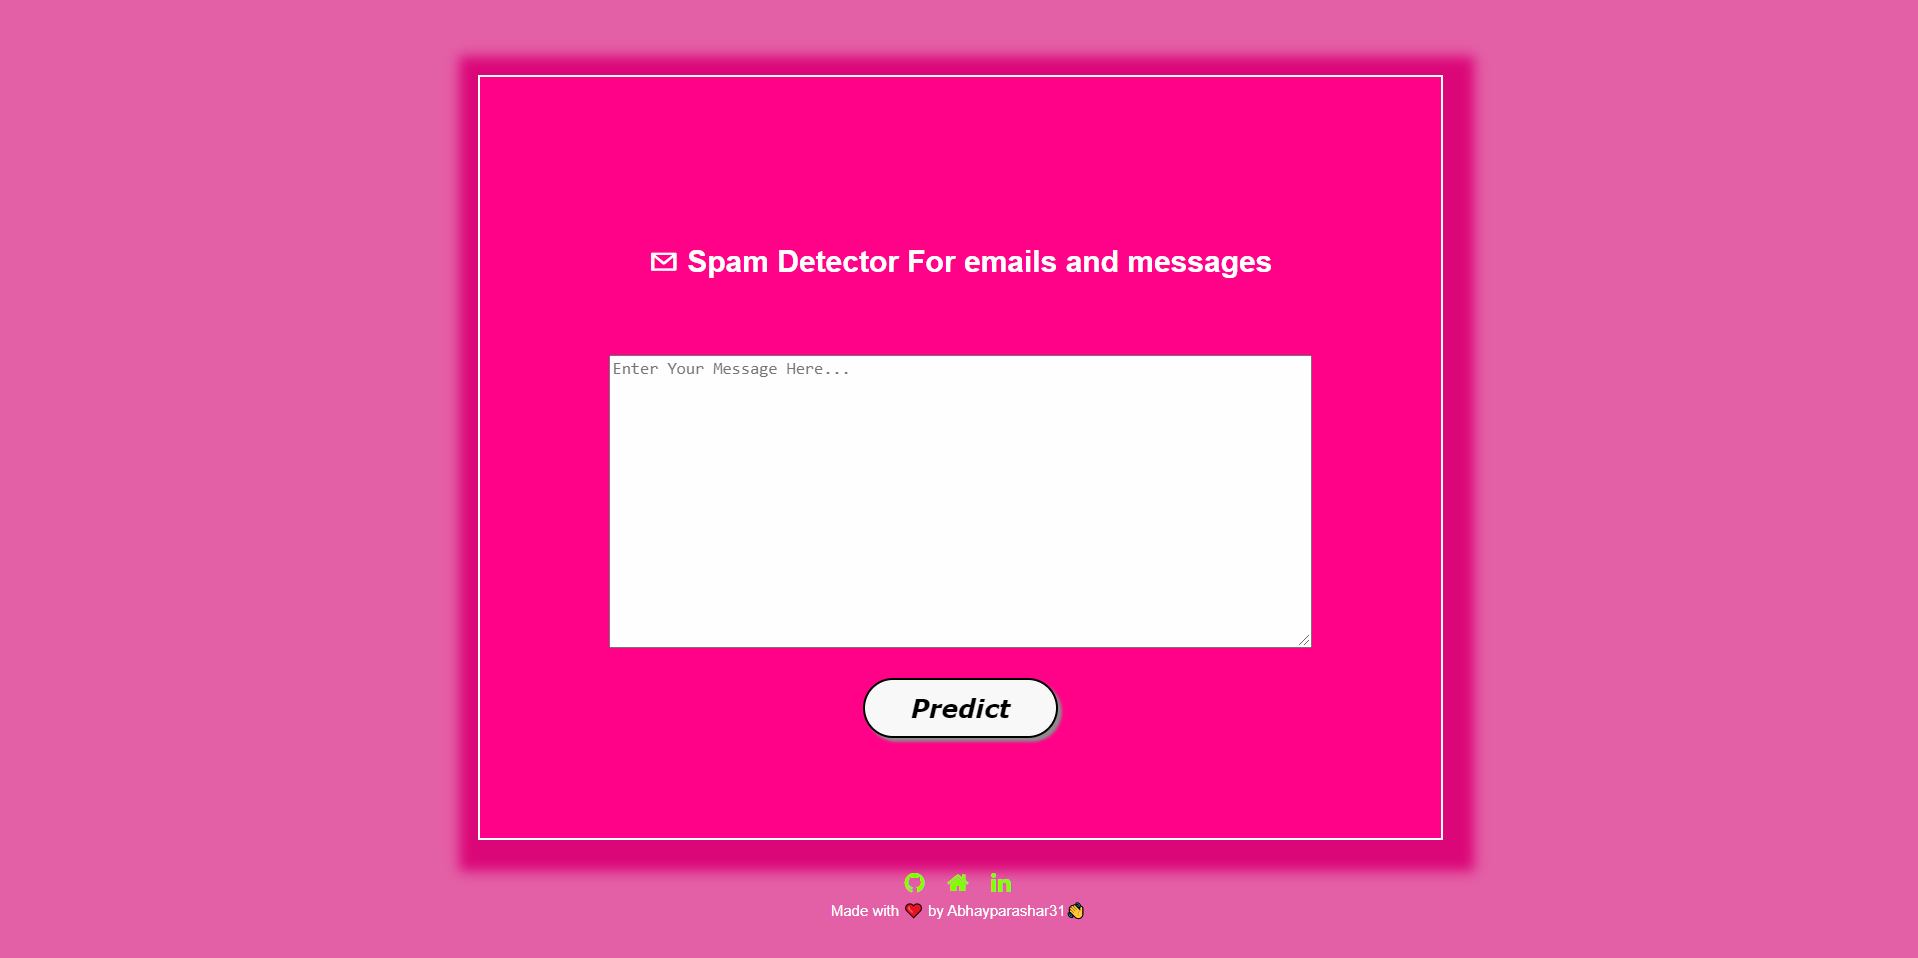 Spam Detector For emails and messages
Enter Your Message Here...
Predict
Made with ❤️ by Abhayparashar31👋